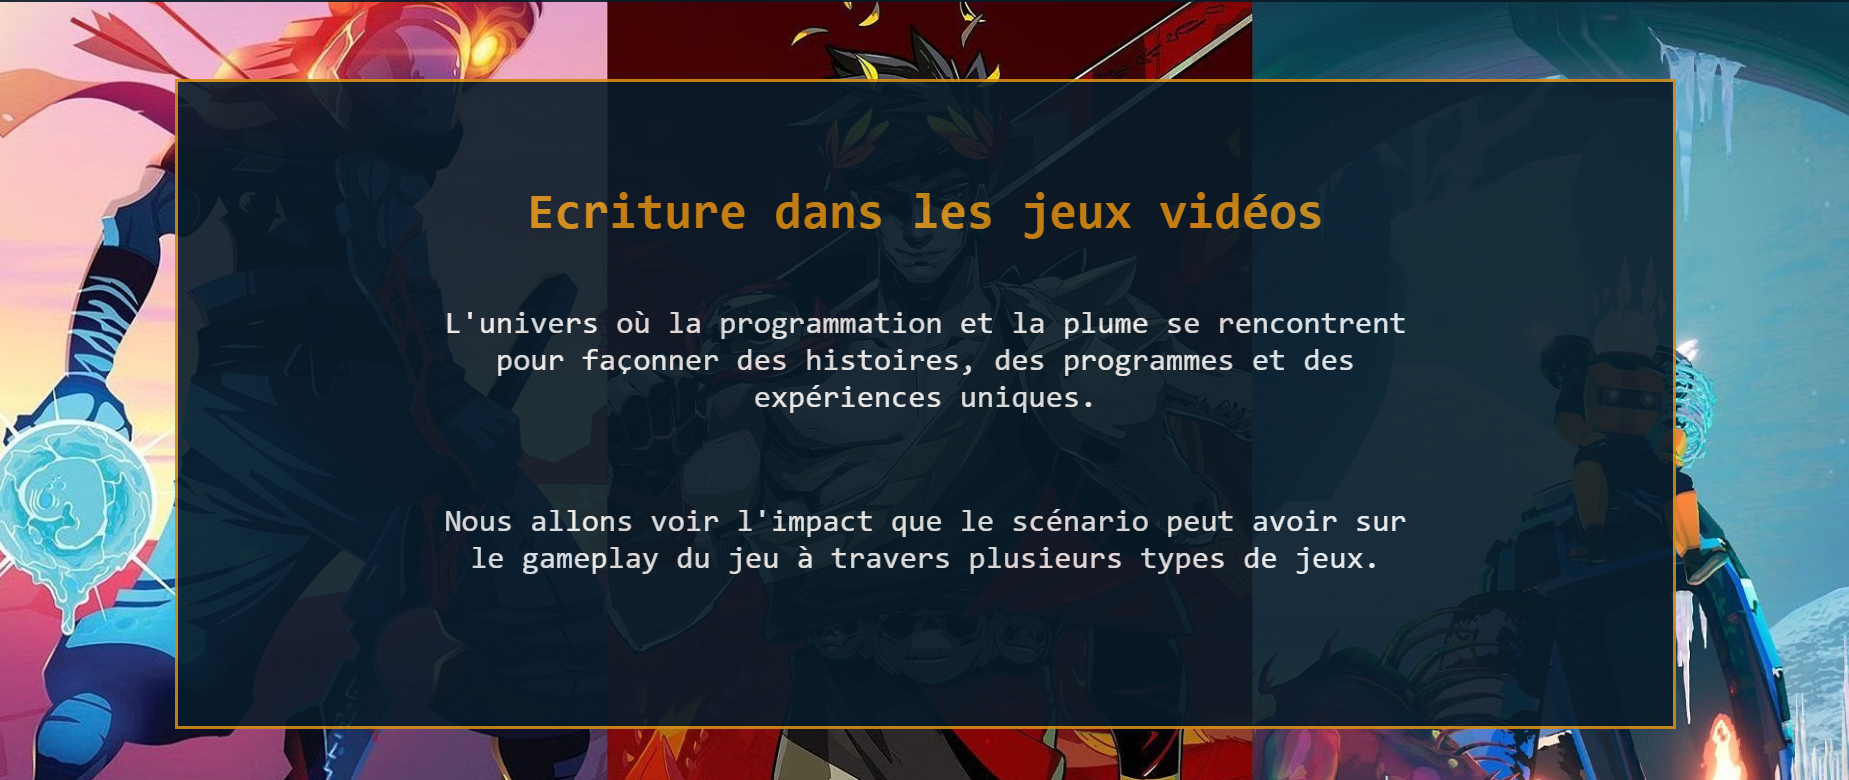 Ecriture dans les jeux vidéos
L'univers où la programmation et la plume se rencontrent
pour façonner des histoires, des programmes et des
expériences uniques.
Nous allons voir l'impact que le scénario peut avoir sur
le gameplay du jeu à travers plusieurs types de jeux.